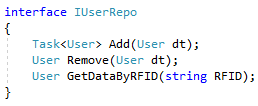 interface IUserRepo
{
    Task<User> Add(User dt);
    User Remove(User dt);
    User GetDataByRFID(string RFID);
}